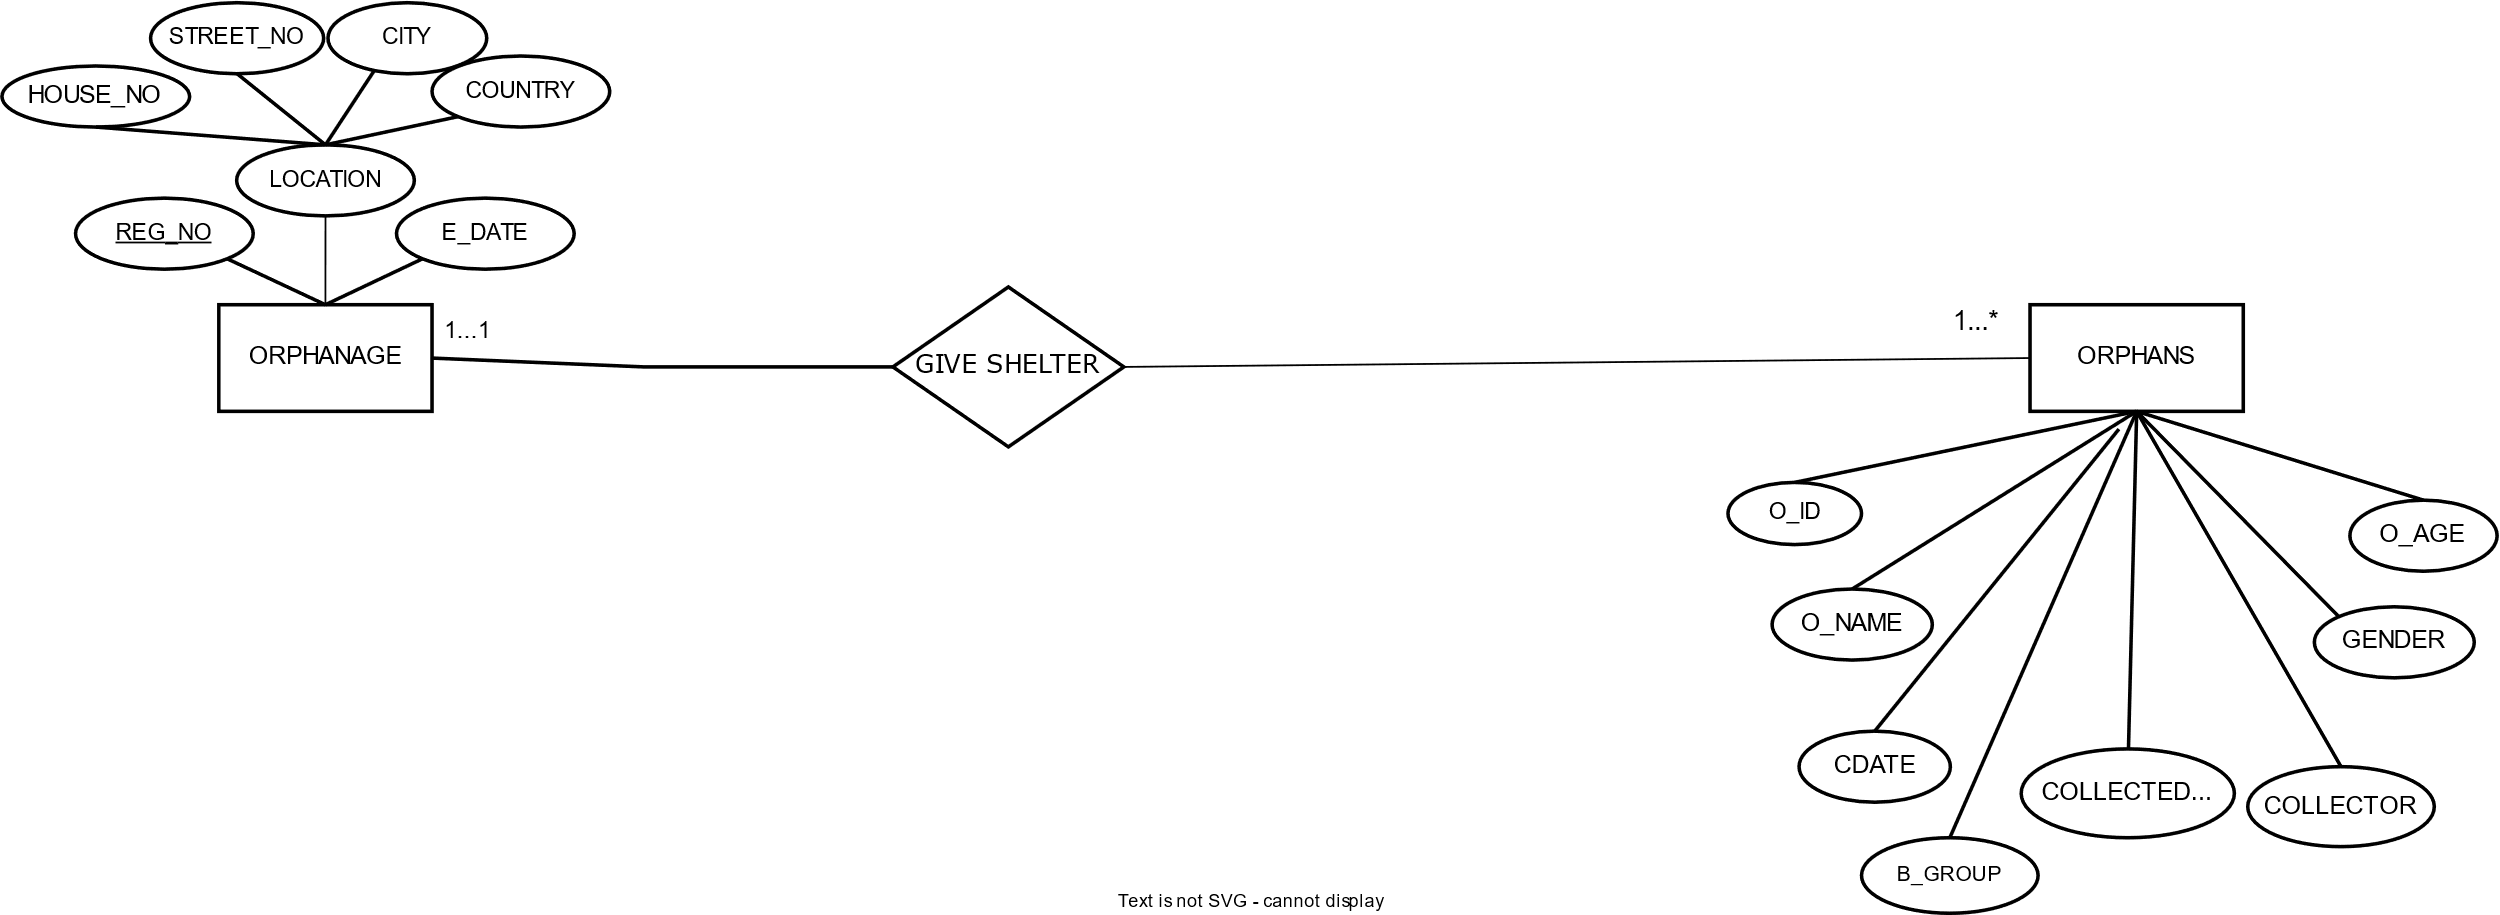 STREET_NO
CITY
HOUSE_NO
COUNTRY
LOCATION
REG_NO
E_DATE
1...1
1...*
ORPHANAGE
GIVE SHELTER
ORPHANS
O_ID
O_AGE
O_NAME
GENDER
CDATE
COLLECTED...
COLLECTOR
B_GROUP
Text is not SVG - cannot display